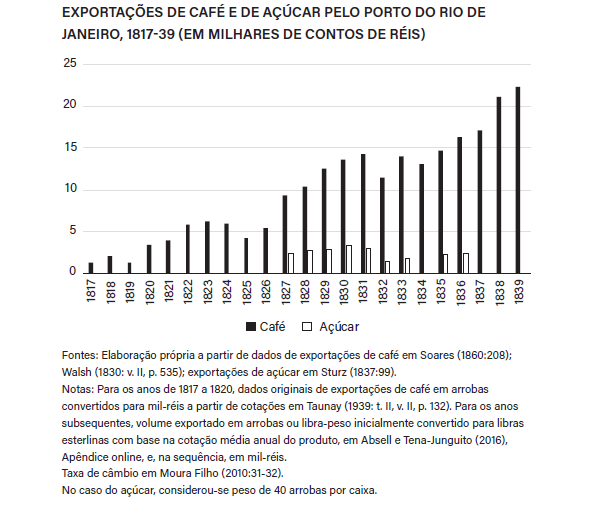 EXPORTAÇÕES DE CAFÉ E DE AÇÚCAR PELO PORTO DO RIO DE
JANEIRO, 1817-39 (EM MILHARES DE CONTOS DE RÉIS)
25
20
15
10
5
0
1817
1818
1819
1820
1821
1822
1823
1824
1825
1826
1827
1828
1829
1830
1831
1832
1833
1834
1835
1836
1837
1838
1839
Café Açúcar
Fontes: Elaboração própria a partir de dados de exportações de café em Soares (1860:208);
Walsh (1830: v. II, p. 535); exportações de açúcar em Sturz (1837:99).
Notas: Para os anos de 1817 a 1820, dados originais de exportações de café em arrobas
convertidos para mil-réis a partir de cotações em Taunay (1939: t. II, v. II, p. 132). Para os anos
subsequentes, volume exportado em arrobas ou libra-peso inicialmente convertido para libras
esterlinas com base na cotação média anual do produto, em Absell e Tena-Junguito (2016),
Apêndice online, e, na sequência, em mil-réis.
Taxa de câmbio em Moura Filho (2010:31-32).
No caso do açúcar, considerou-se peso de 40 arrobas por caixa.